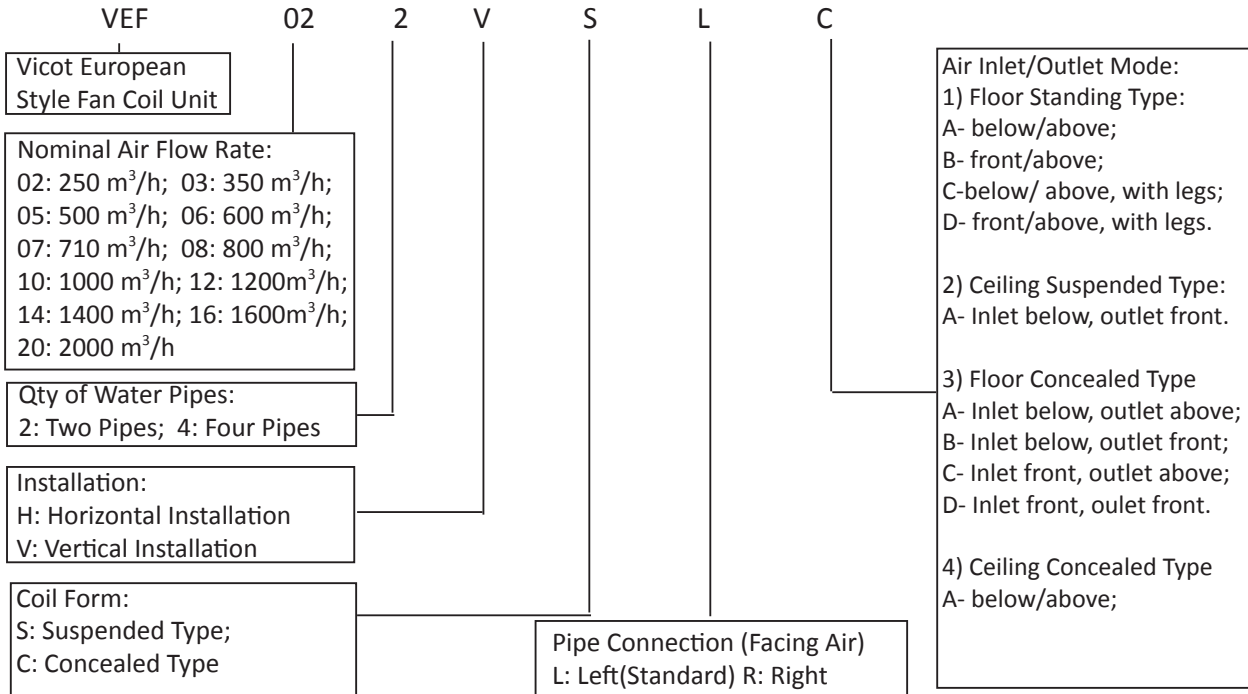 VEF 02 2 V S L C
Vicot European
Style Fan Coil Unit
Nominal Air Flow Rate:
02: 250 m³/h; 03: 350 m³/h;
05: 500 m³/h; 06: 600 m³/h;
07: 710 m³/h; 08: 800 m³/h;
10: 1000 m³/h; 12: 1200m³/h;
14: 1400 m³/h; 16: 1600m³/h;
20: 2000 m³/h
Qty of Water Pipes:
2: Two Pipes; 4: Four Pipes
Installation:
H: Horizontal Installation
V: Vertical Installation
Coil Form:
S: Suspended Type;
C: Concealed Type
Pipe Connection (Facing Air)
L: Left(Standard) R: Right
Air Inlet/Outlet Mode:
1) Floor Standing Type:
A- below/above;
B- front/above;
C-below/ above, with legs;
D- front/above, with legs.
2) Ceiling Suspended Type:
A- Inlet below, outlet front.
3) Floor Concealed Type
A- Inlet below, outlet above;
B- Inlet below, outlet front;
C- Inlet front, outlet above;
D- Inlet front, oulet front.
4) Ceiling Concealed Type
A- below/above;